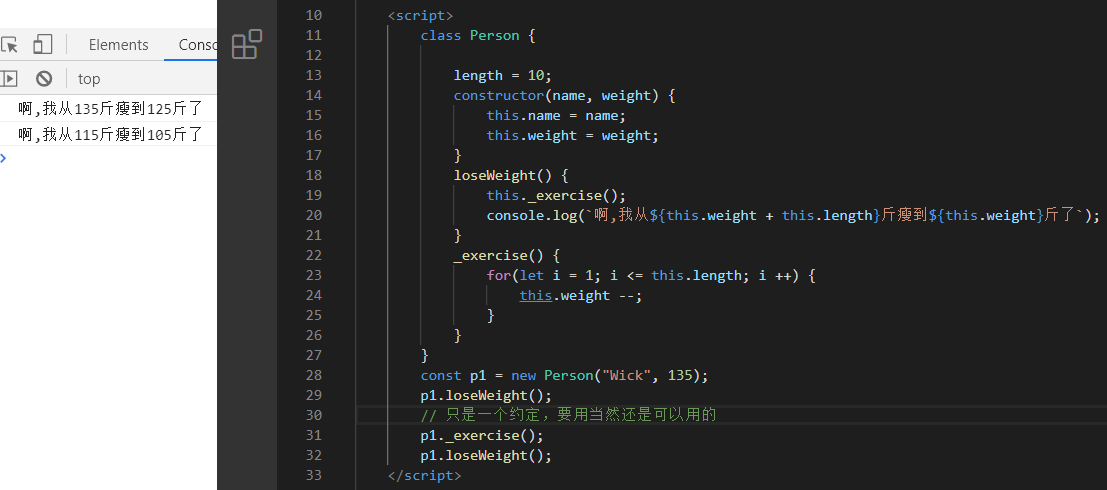 Elements
Conso
top
啊,我从135斤瘦到125斤了
啊,我从115斤瘦到105斤了
10 <script>
11 class Person {
12
13 length = 10;
14 constructor(name, weight) {
15 this.name = name;
16 this.weight = weight;
17 }
18 loseWeight() {
19 this._exercise();
20 console.log(`啊,我从${this.weight + this.length}斤瘦到${this.weight}斤了`);
21 }
22 _exercise() {
23 for(let i = 1; i <= this.length; i ++) {
24 this.weight --;
25 }
26 }
27 }
28 const p1 = new Person("Wick", 135);
29 p1.loseWeight();
30 // 只是一个约定，要用当然还是可以用的
31 p1._exercise();
32 p1.loseWeight();
33 </script>